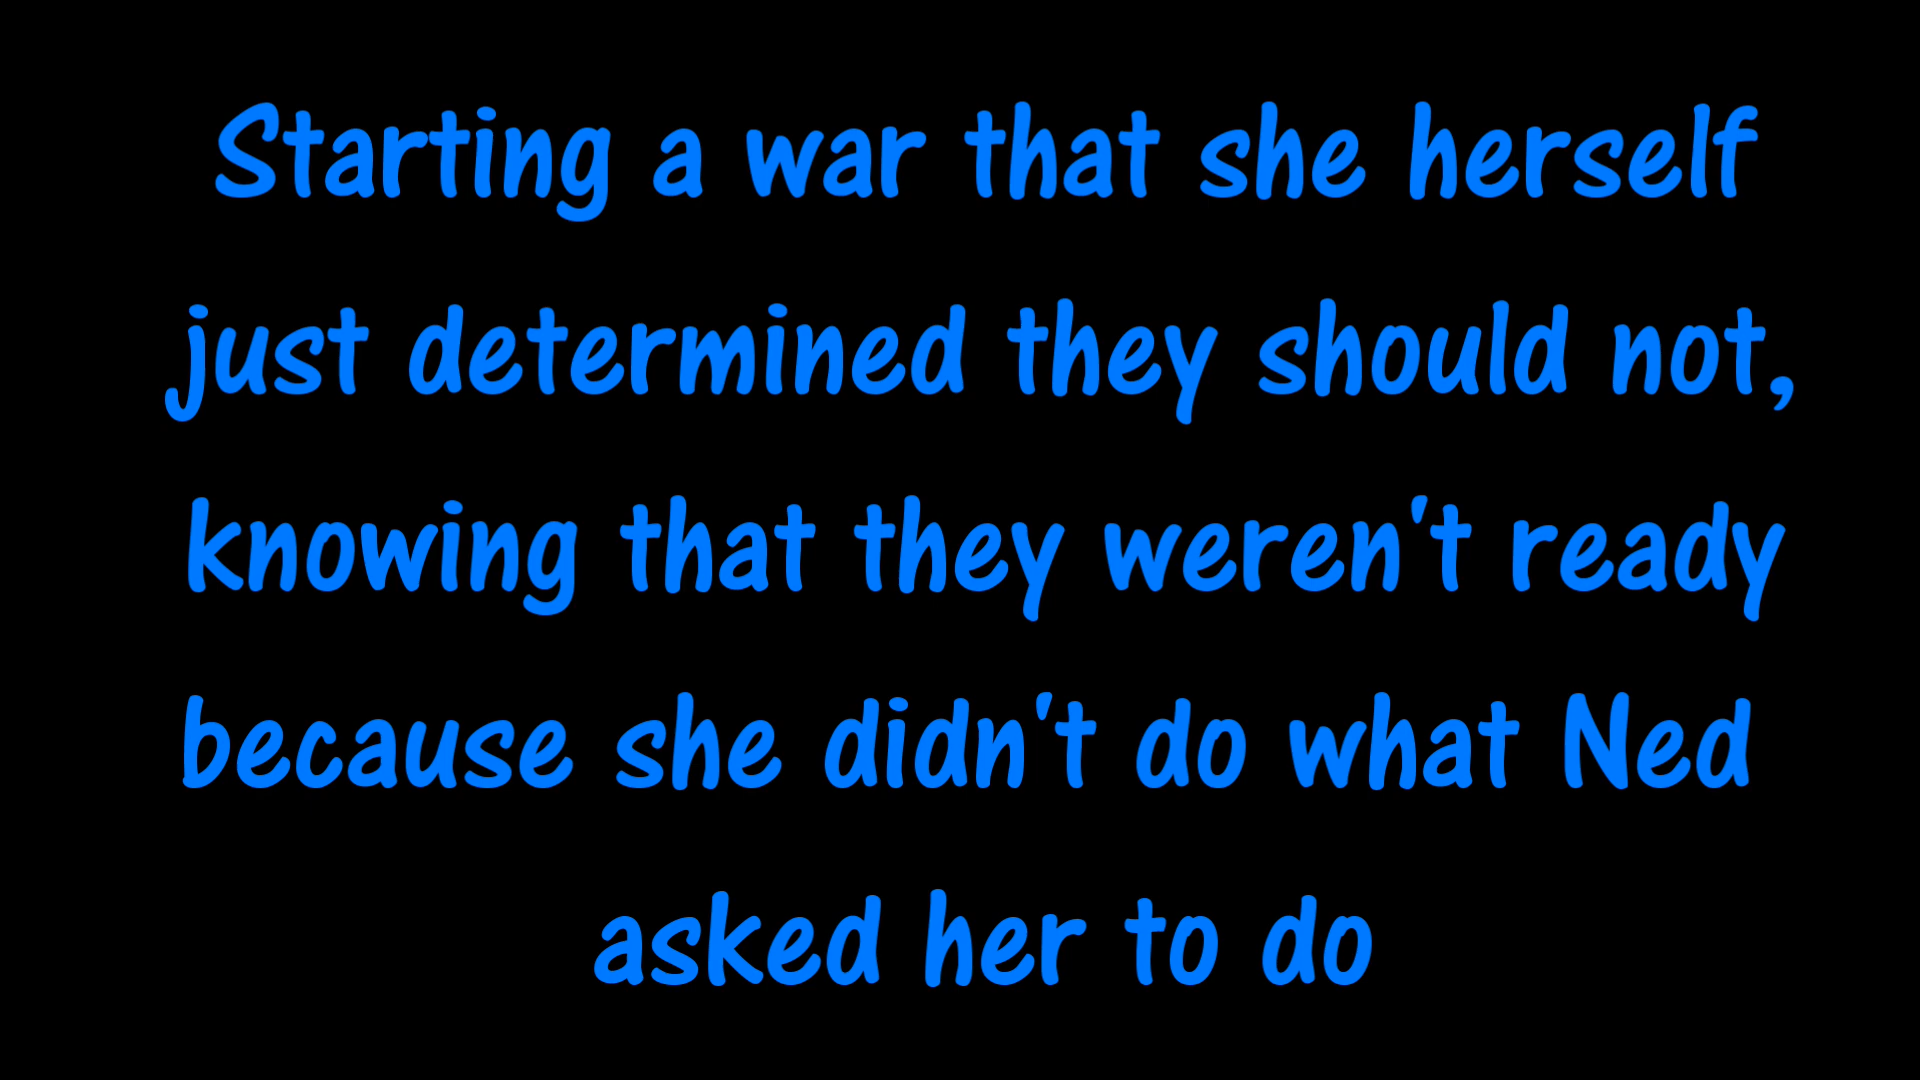 Starting a war that she herself
just determined they should not,
knowing that they weren't ready
because she didn't do what Ned
asked her to do